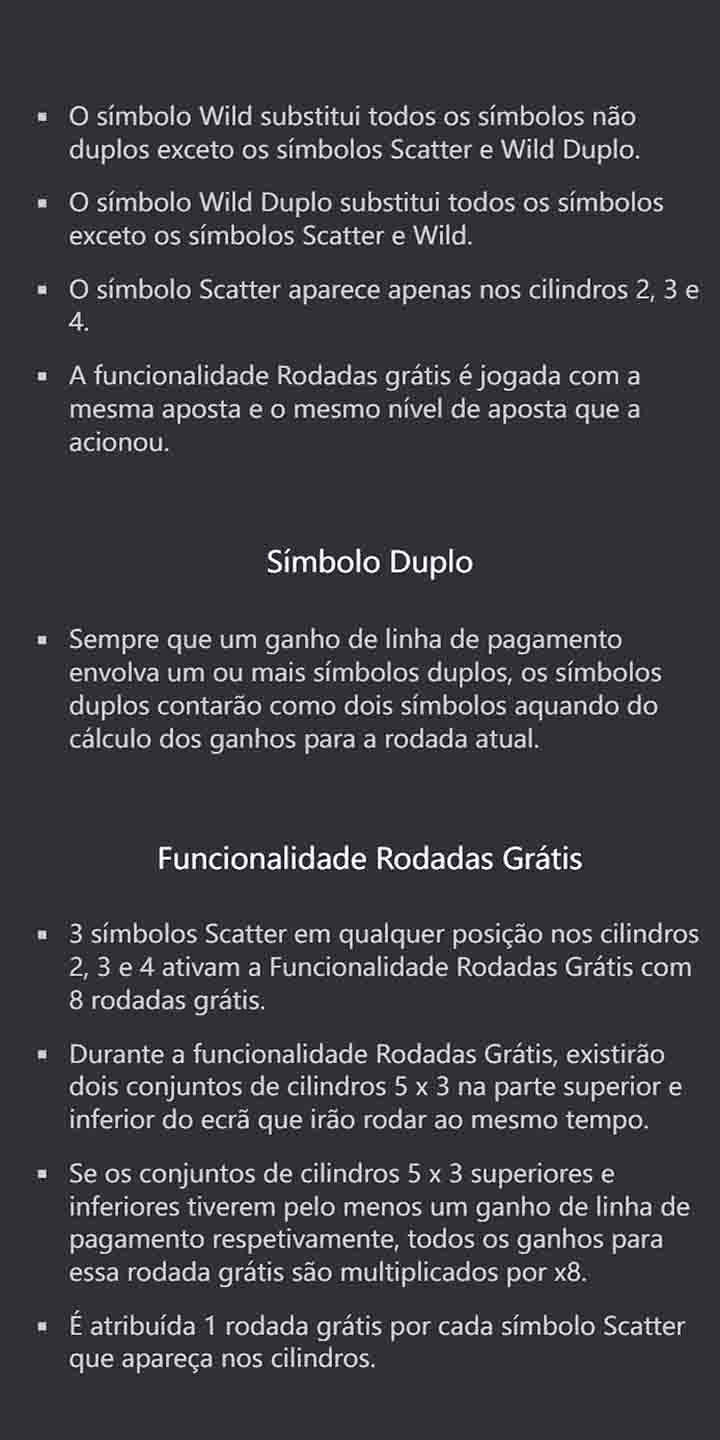 ▪ O símbolo Wild substitui todos os símbolos não
duplos exceto os símbolos Scatter e Wild Duplo.
▪ O símbolo Wild Duplo substitui todos os símbolos
exceto os símbolos Scatter e Wild.
▪ O símbolo Scatter aparece apenas nos cilindros 2, 3 e
4.
▪ A funcionalidade Rodadas grátis é jogada com a
mesma aposta e o mesmo nível de aposta que a
acionou.
Símbolo Duplo
▪ Sempre que um ganho de linha de pagamento
envolva um ou mais símbolos duplos, os símbolos
duplos contarão como dois símbolos aquando do
cálculo dos ganhos para a rodada atual.
Funcionalidade Rodadas Grátis
▪ 3 símbolos Scatter em qualquer posição nos cilindros
2, 3 e 4 ativam a Funcionalidade Rodadas Grátis com
8 rodadas grátis.
▪ Durante a funcionalidade Rodadas Grátis, existirão
dois conjuntos de cilindros 5 x 3 na parte superior e
inferior do ecrã que irão rodar ao mesmo tempo.
▪ Se os conjuntos de cilindros 5 x 3 superiores e
inferiores tiverem pelo menos um ganho de linha de
pagamento respetivamente, todos os ganhos para
essa rodada grátis são multiplicados por x8.
▪ É atribuída 1 rodada grátis por cada símbolo Scatter
que apareça nos cilindros.